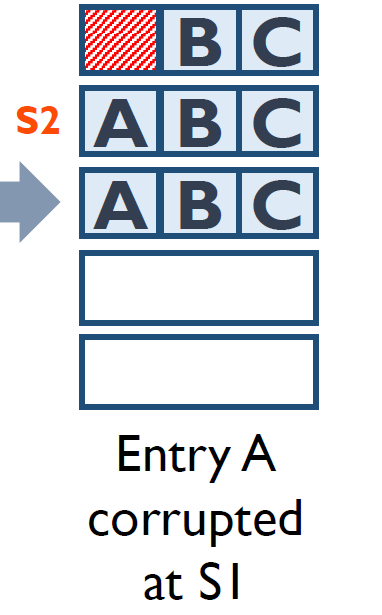 B C
S2 A B C
A B C
Entry A
corrupted
at S1